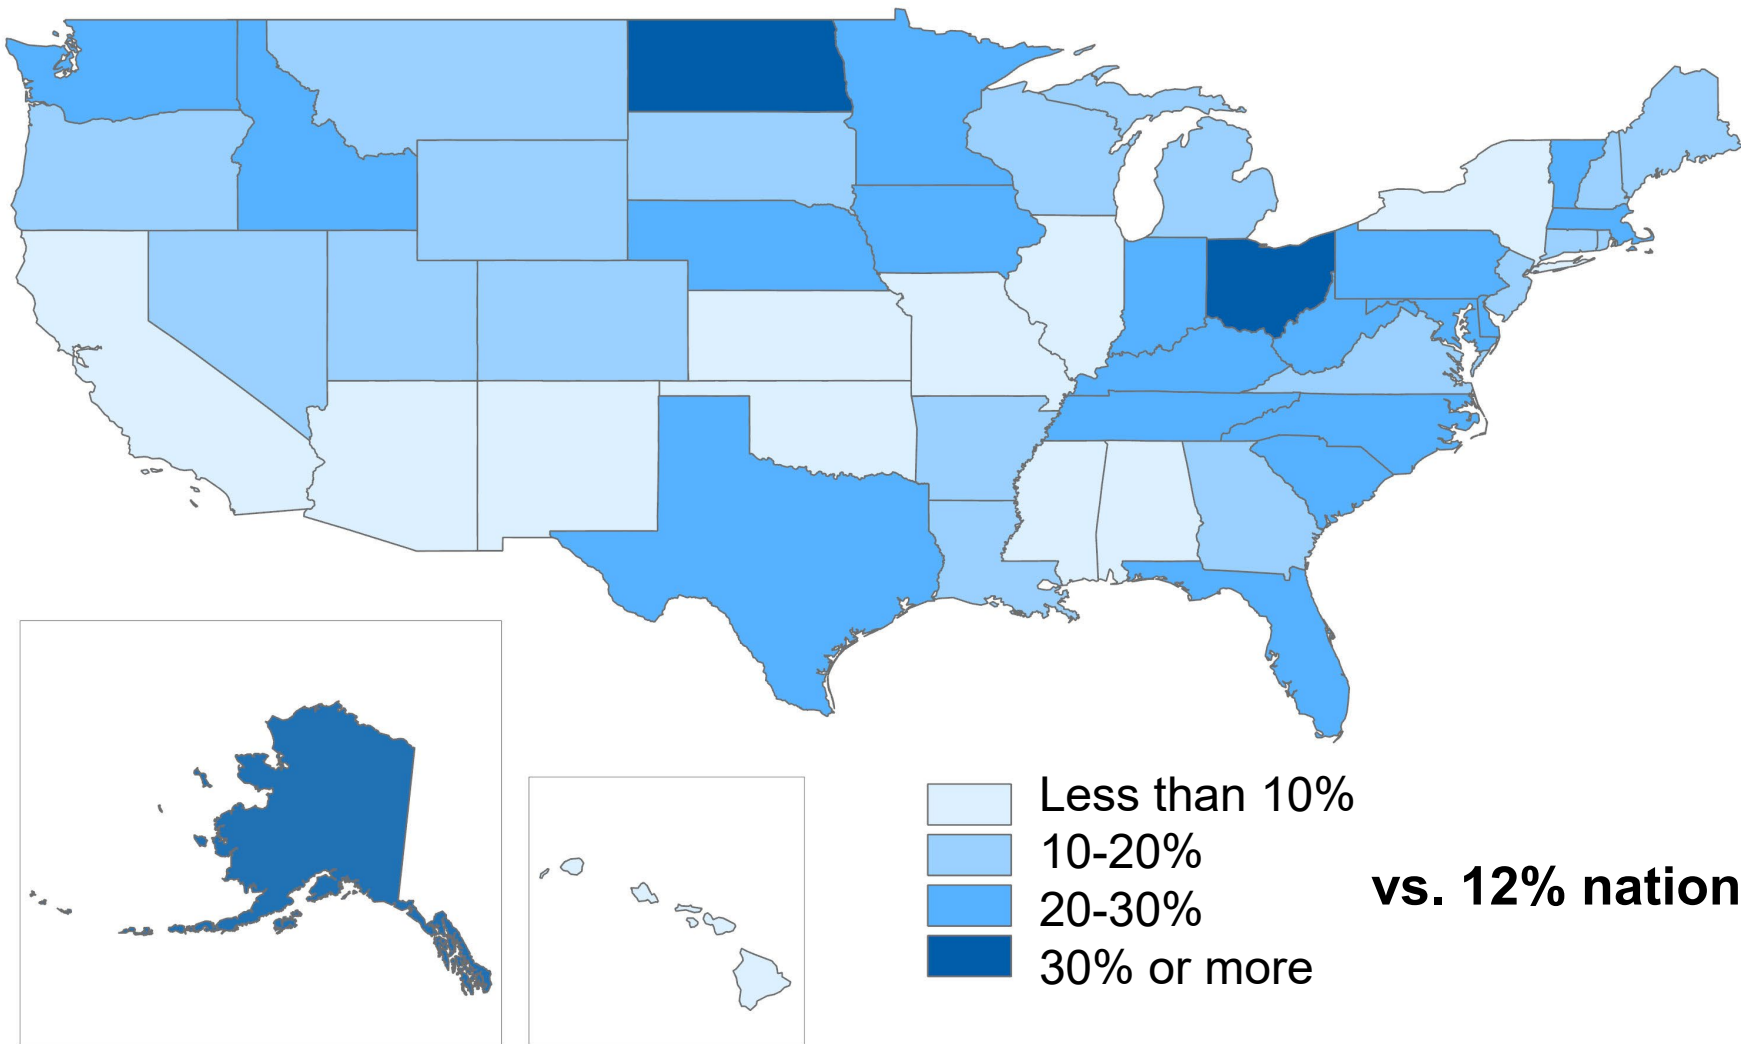 Less than 10%
10-20%
20-30%
30% or more
vs. 12% nation